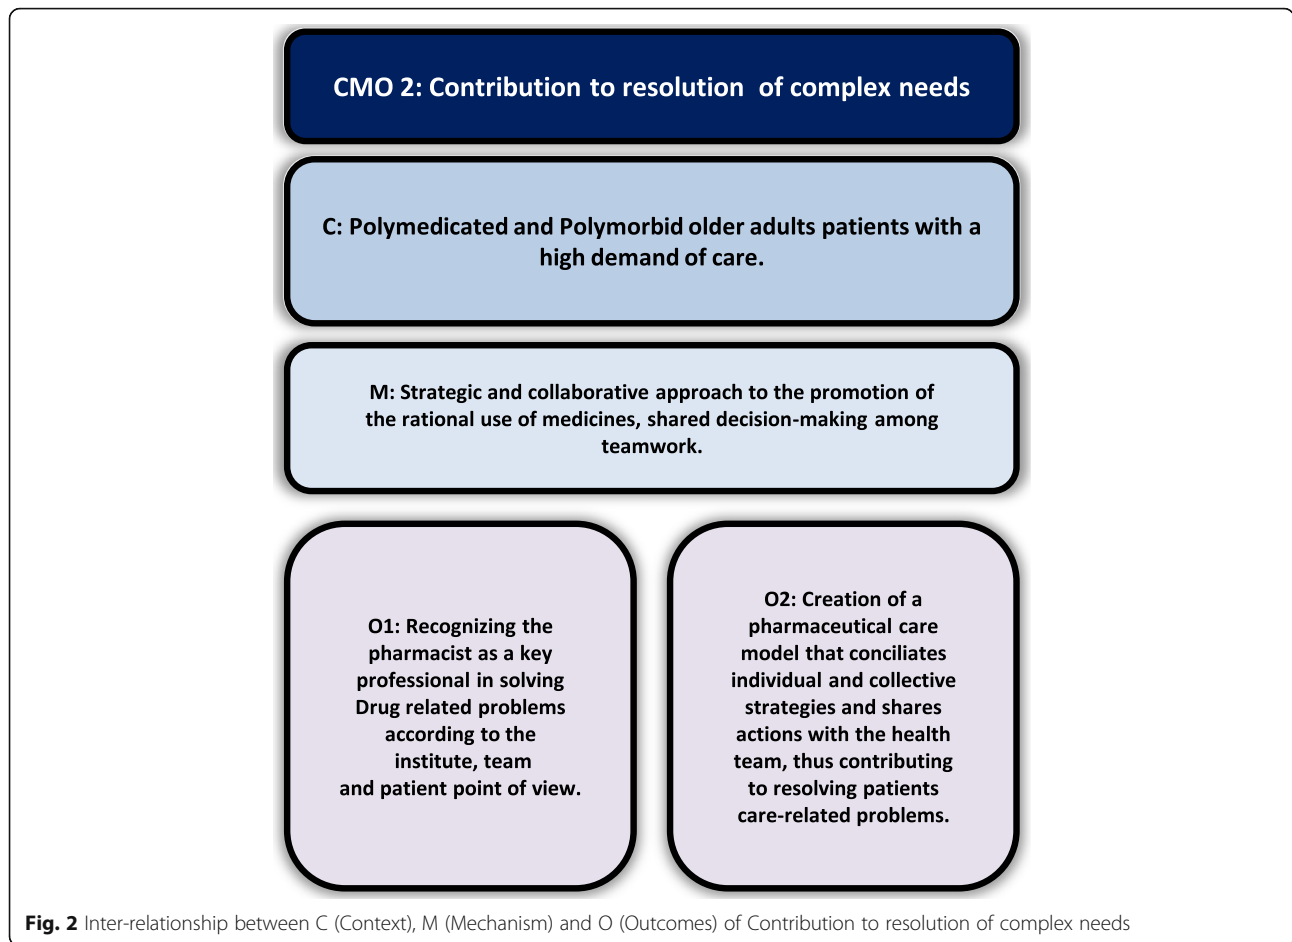 CMO 2: Contribution to resolution of complex needs
C: Polymedicated and Polymorbid older adults patients with a
high demand of care.
M: Strategic and collaborative approach to the promotion of
the rational use of medicines, shared decision-making among
teamwork.
O1: Recognizing the
pharmacist as a key
professional in solving
Drug related problems
according to the
institute, team
and patient point of view.
O2: Creation of a
pharmaceutical care
model that conciliates
individual and collective
strategies and shares
actions with the health
team, thus contributing
to resolving patients
care-related problems.
Fig. 2 Inter-relationship between C (Context), M (Mechanism) and O (Outcomes) of Contribution to resolution of complex needs